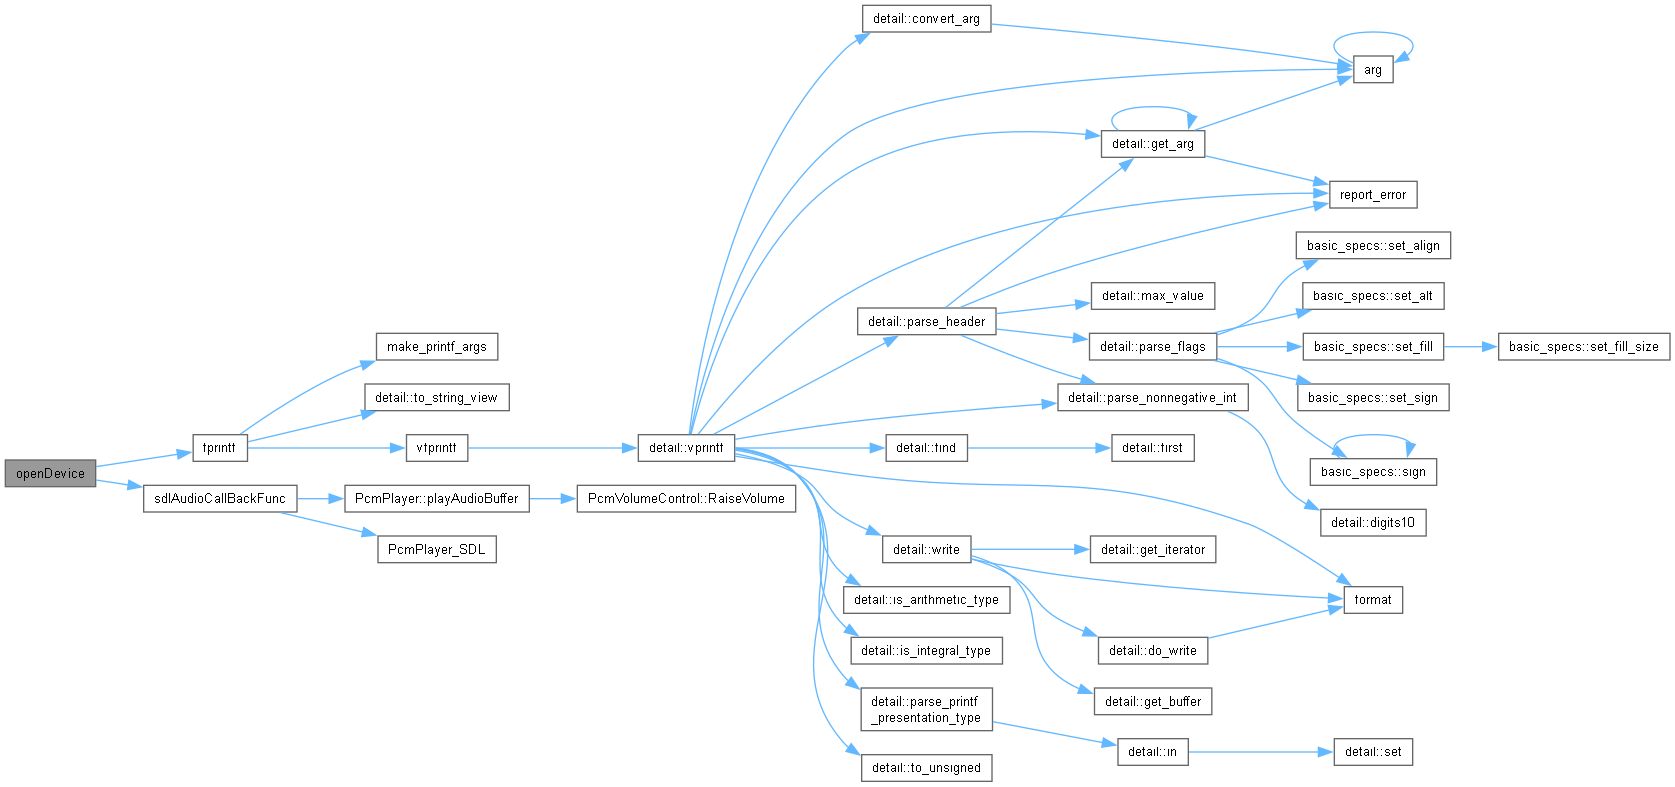 detail::convert_arg
arg
detail::get_arg
report_error
basic_specs::set_align
detail::max_value
basic_specs::set_alt
detail::parse_header
make_printf_args
detail::parse_flags
basic_specs::set_fill
basic_specs::set_fill_size
detail::to_string_view
detail::parse_nonnegative_int
basic_specs::set_sign
fprintf
vfprintf
detail::vprintf
detail::find
detail::first
openDevice
basic_specs::sign
sdlAudioCallBackFunc
PcmPlayer::playAudioBuffer
PcmVolumeControl::RaiseVolume
detail::digits10
PcmPlayer_SDL
detail::write
detail::get_iterator
detail::is_arithmetic_type
format
detail::is_integral_type
detail::do_write
detail::parse_printf
_presentation_type
detail::get_buffer
detail::in
detail::set
detail::to_unsigned